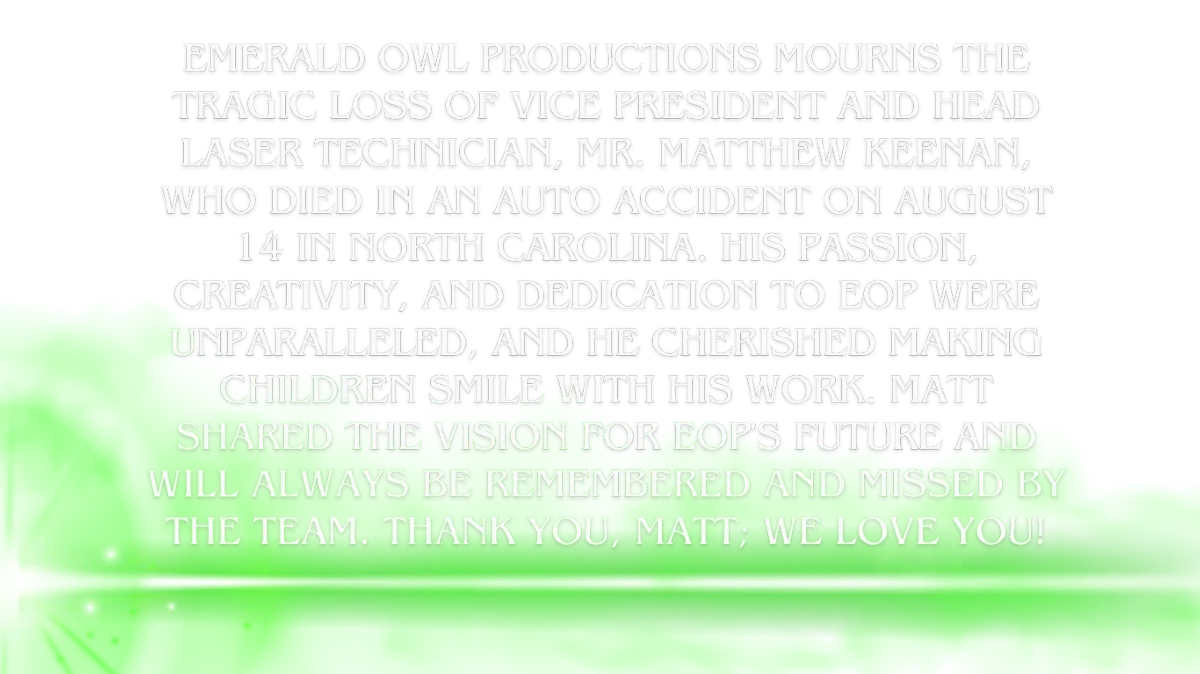 EMERALD OWL PRODUCTIONS MOURNS THE
TRAGIC LOSS OF VICE PRESIDENT AND HEAD
LASER TECHNICIAN, MR. MATTHEW KEENAN,
WHO DIED IN AN AUTO ACCIDENT ON AUGUST
14 IN NORTH CAROLINA. HIS PASSION,
CREATIVITY, AND DEDICATION TO EOP WERE
UNPARALLELED, AND HE CHERISHED MAKING
CHILDREN SMILE WITH HIS WORK. MATT
SHARED THE VISION FOR EOP'S FUTURE AND
WILL ALWAYS BE REMEMBERED AND MISSED BY
THE TEAM. THANK YOU, MATT; WE LOVE YOU!